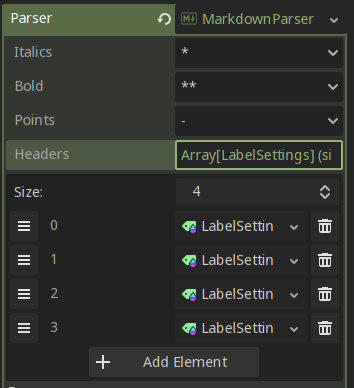 Parser MarkdownParser
Italics *
Bold **
Points -
Headers Array[LabelSettings] (si
Size: 4
0 LabelSettin
1 LabelSettin
2 LabelSettin
3 LabelSettin
+ Add Element